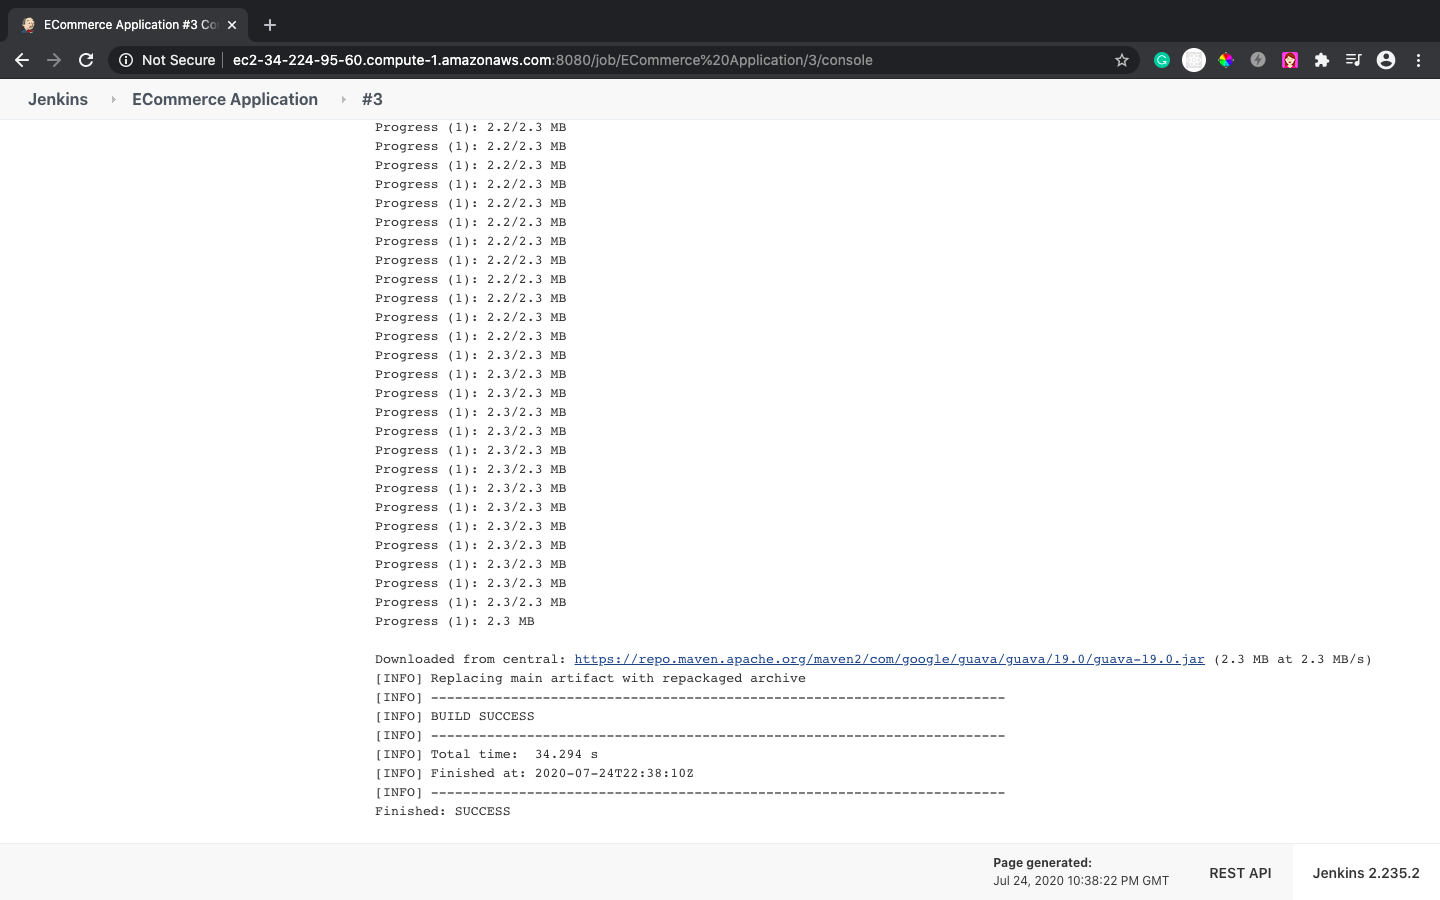 ECommerce Application #3 Co
Not Secure
ec2-34-224-95-60.compute-1.amazonaws.com:8080/job/ECommerce%20Application/3/console
Jenkins
ECommerce Application
#3
Progress (1): 2.2/2.3 MB
Progress (1): 2.2/2.3 MB
Progress (1): 2.2/2.3 MB
Progress (1): 2.2/2.3 MB
Progress (1): 2.2/2.3 MB
Progress (1): 2.2/2.3 MB
Progress (1): 2.2/2.3 MB
Progress (1): 2.2/2.3 MB
Progress (1): 2.2/2.3 MB
Progress (1): 2.2/2.3 MB
Progress (1): 2.2/2.3 MB
Progress (1): 2.2/2.3 MB
Progress (1): 2.3/2.3 MB
Progress (1): 2.3/2.3 MB
Progress (1): 2.3/2.3 MB
Progress (1): 2.3/2.3 MB
Progress (1): 2.3/2.3 MB
Progress (1): 2.3/2.3 MB
Progress (1): 2.3/2.3 MB
Progress (1): 2.3/2.3 MB
Progress (1): 2.3/2.3 MB
Progress (1): 2.3/2.3 MB
Progress (1): 2.3/2.3 MB
Progress (1): 2.3/2.3 MB
Progress (1): 2.3/2.3 MB
Progress (1): 2.3/2.3 MB
Progress (1): 2.3 MB
Downloaded from central: https://repo.maven.apache.org/maven2/com/google/guava/guava/19.0/guava-19.0.jar (2.3 MB at 2.3 MB/s)
[INFO] Replacing main artifact with repackaged archive
[INFO] ------------------------------------------------------------------------
[INFO] BUILD SUCCESS
[INFO] ------------------------------------------------------------------------
[INFO] Total time:  34.294 s
[INFO] Finished at: 2020-07-24T22:38:10Z
[INFO] ------------------------------------------------------------------------
Finished: SUCCESS
Page generated:
Jul 24, 2020 10:38:22 PM GMT
REST API
Jenkins 2.235.2